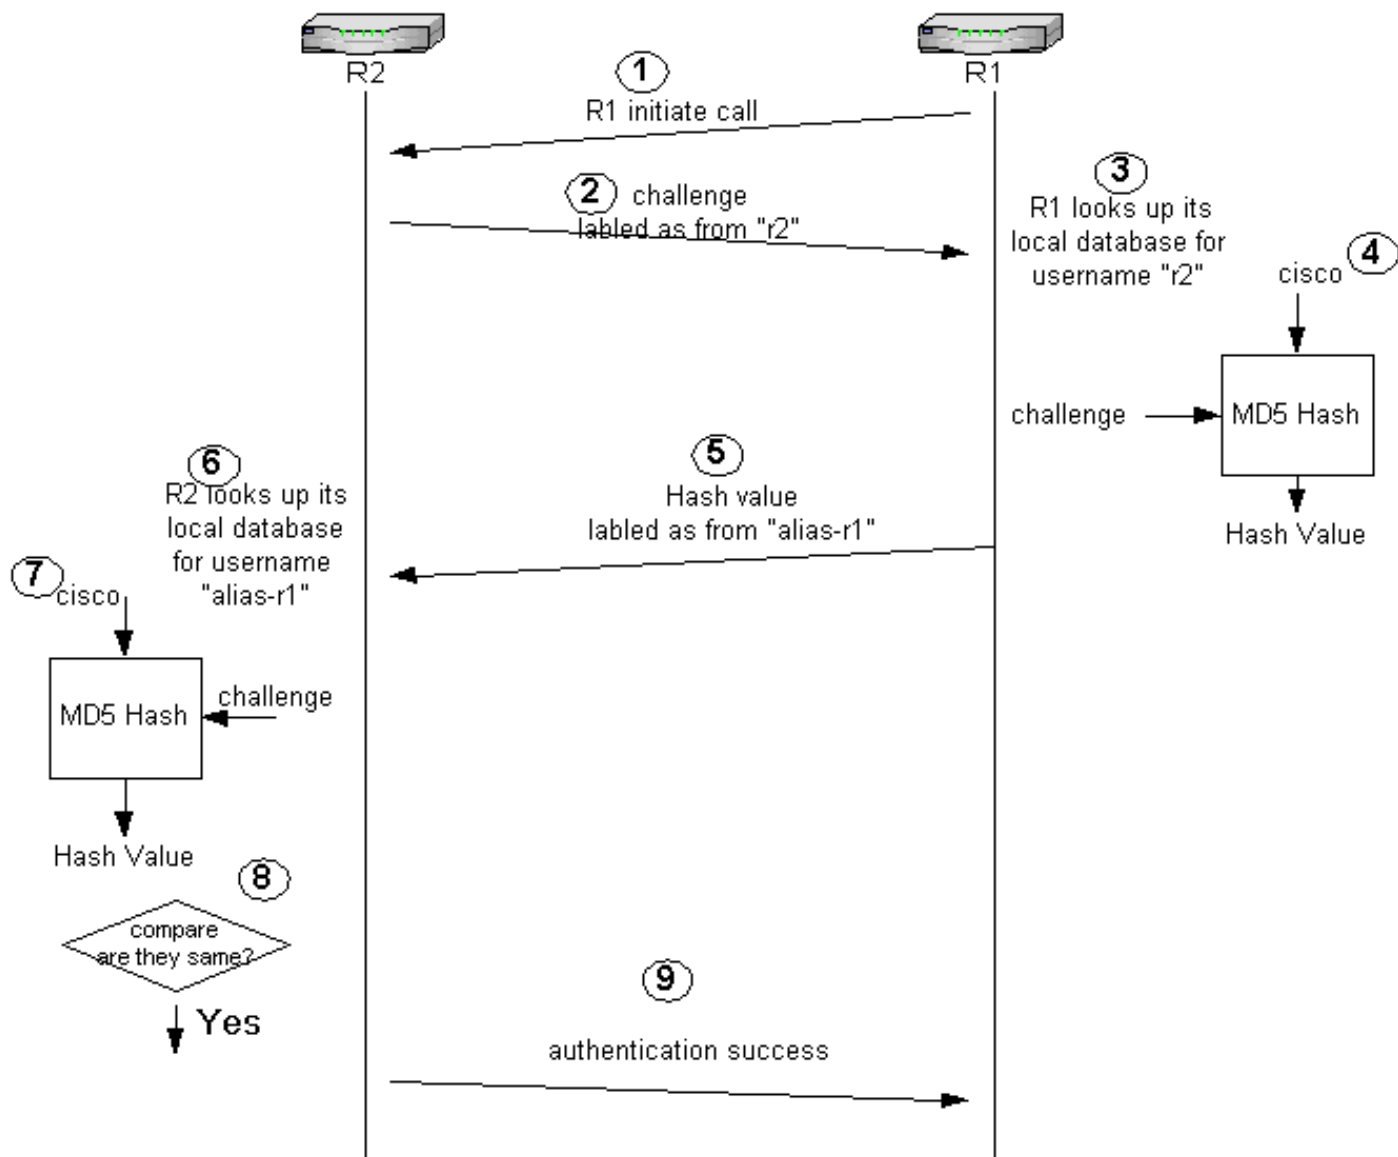 R2
R1
1
R1 initiate call
2
challenge
labled as from "r2"
3
R1 looks up its
local database for
username "r2"
4
cisco
challenge
MD5 Hash
Hash Value
5
Hash value
labled as from "alias-r1"
6
R2 looks up its
local database
for username
"alias-r1"
7
cisco
challenge
MD5 Hash
Hash Value
8
compare
are they same?
Yes
9
authentication success